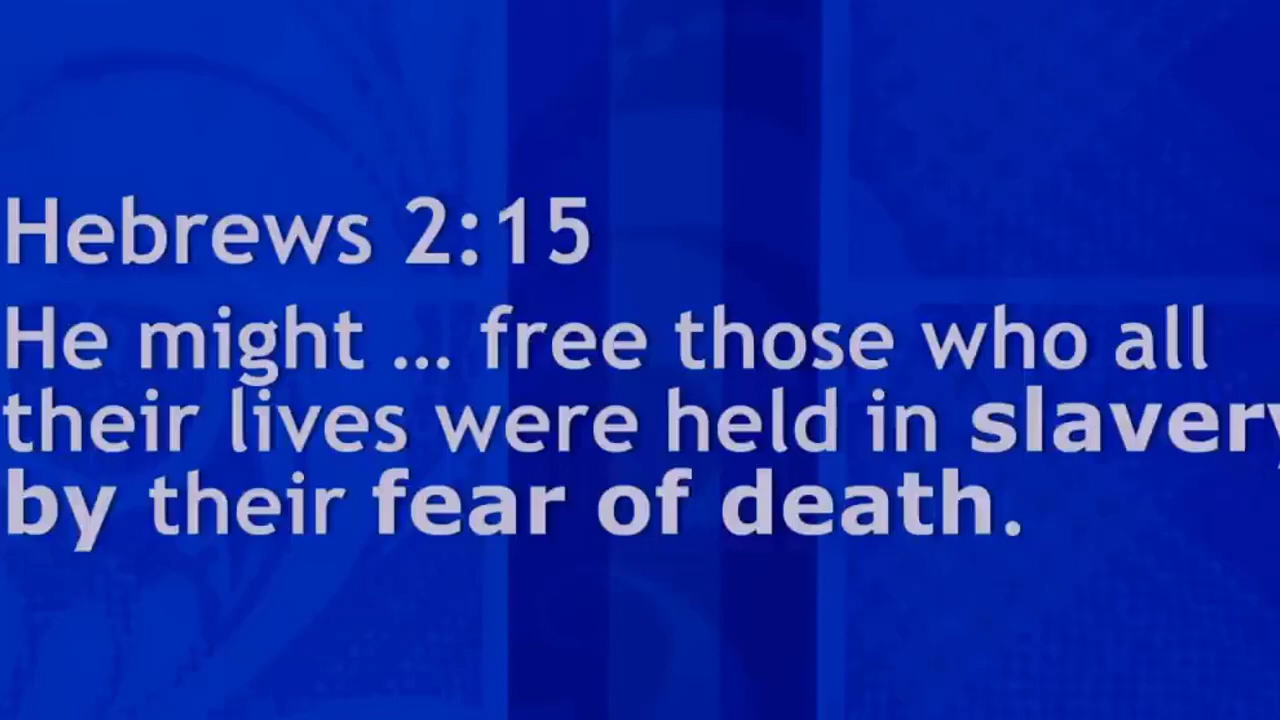 Hebrews 2:15
He might ... free those who all
their lives were held in slavery
by their fear of death.